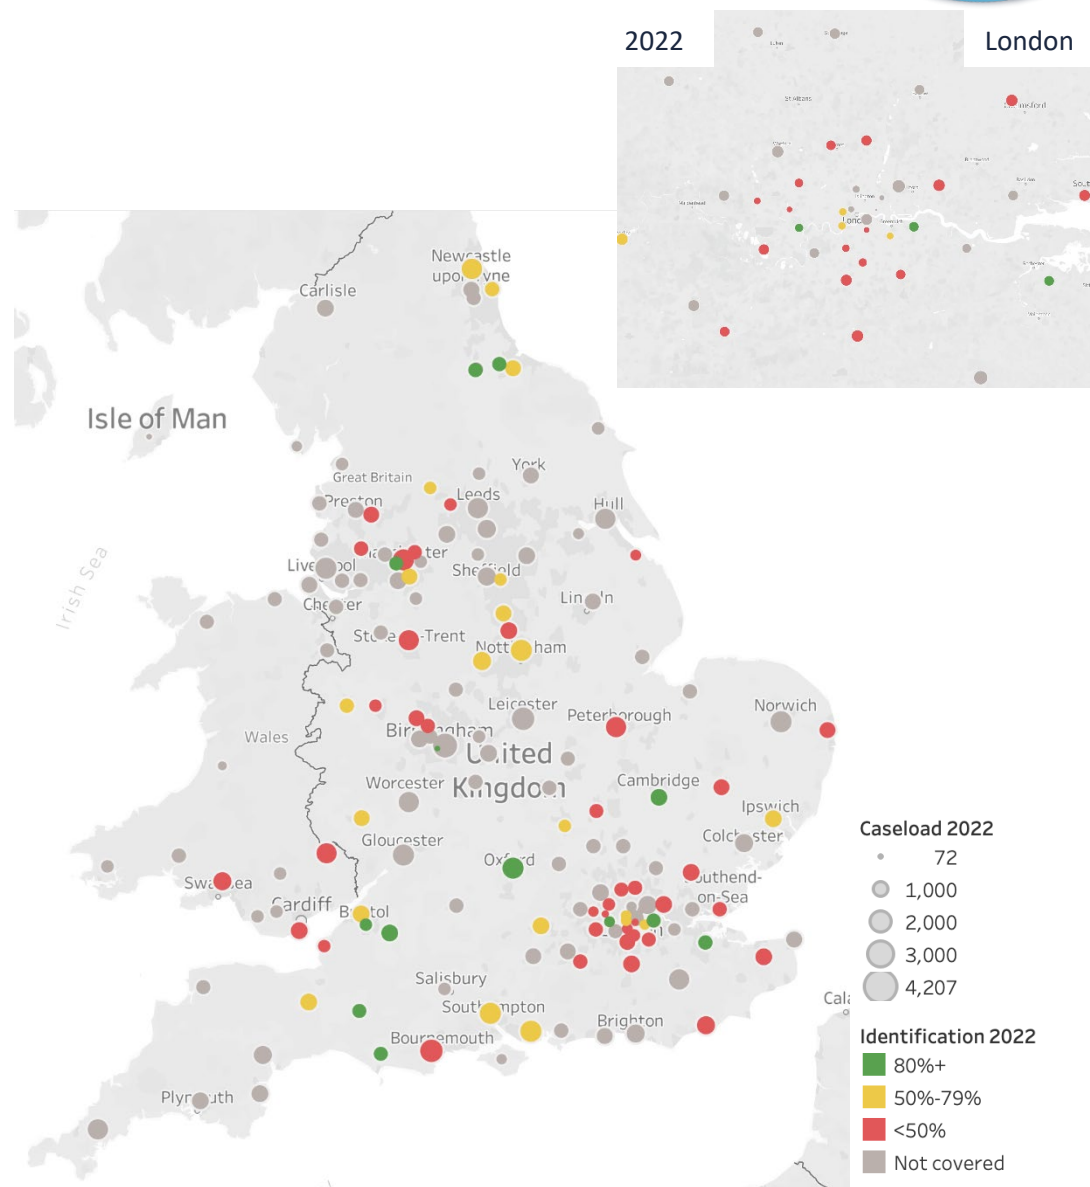 2022
London
St Albans
Newcastle
upon Tyne
Carlisle
Isle of Man
Great Britain
York
Preston
Leeds
Hull
Irish Sea
Liverpool
Sheffield
Chester
Lincoln
Nottingham
Leicester
Peterborough
Norwich
Wales
Birmingham
United
Kingdom
Worcester
Cambridge
Ipswich
Gloucester
Colchester
Oxford
Swansea
Cardiff
Bristol
Southend-
on-Sea
Salisbury
Southampton
Bournemouth
Brighton
Plymouth
Cala
Caseload 2022
72
1,000
2,000
3,000
4,207
Identification 2022
80%+
50%-79%
<50%
Not covered